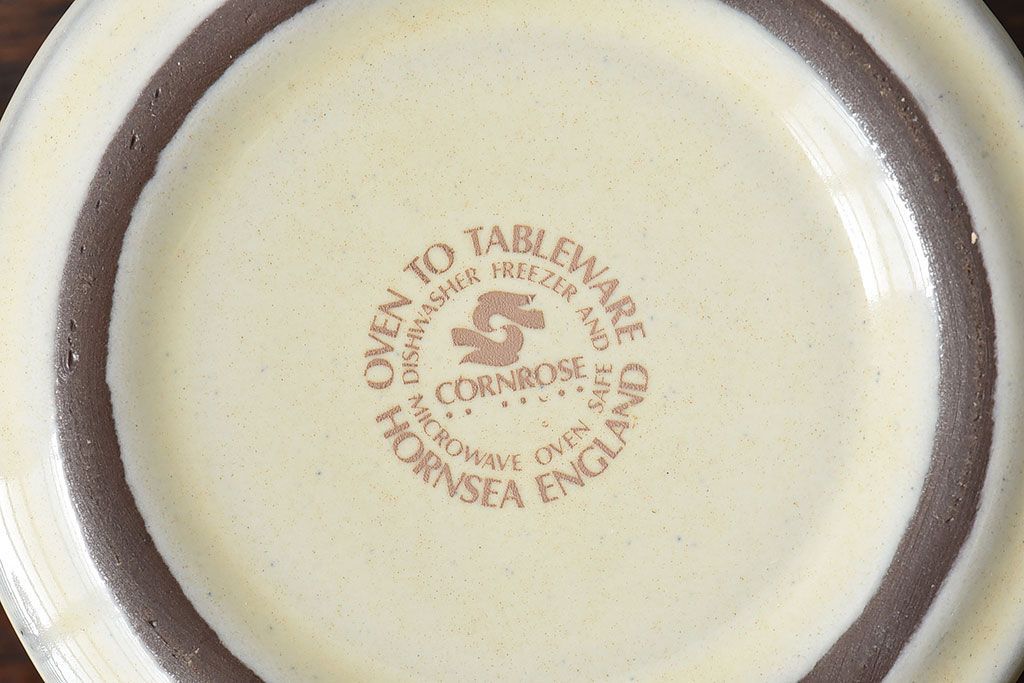 OVEN TO TABLEWARE
DISHWASHER FREEZER AND
CORNROSE
MICROWAVE OVEN SAFE
HORNSEA ENGLAND